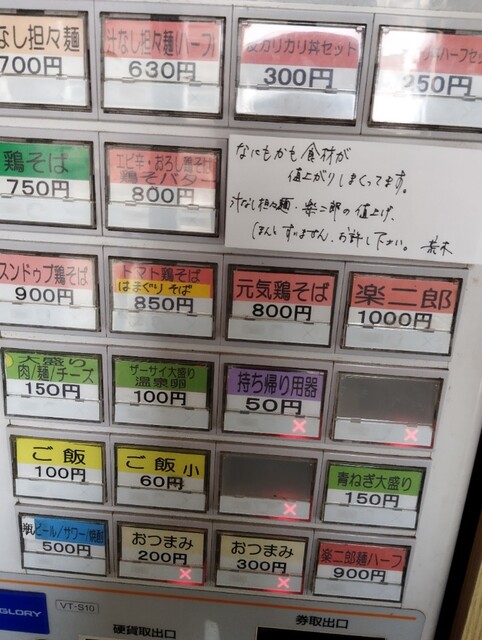 なし担々麺
700円
汁なし担々麺(ハーフ)
630円
皮カリカリ丼セット
300円
丼ハーフセッ
250円
鶏そば
750円
エビ辛・おろし鶏そば
鶏そバター
800円
なにもかも食材が
値上がりしまくってます。
汁なし担々麺・楽二郎の値上げ、
ほんとすいません、お許し下さい。 荒木
スンドゥブ鶏そば
900円
トマト鶏そば
はまぐりそば
850円
元気鶏そば
800円
楽二郎
1000円
大盛り
肉/麺/チーズ
150円
ザーサイ大盛り
温泉卵
100円
持ち帰り用器
50円
ご飯
100円
ご飯 小
60円
青ねぎ大盛り
150円
瓶ビール/サワー/焼酎
500円
おつまみ
200円
おつまみ
300円
楽二郎麺ハーフ
900円
GLORY
VT-S10
硬貨取出口
券取出口